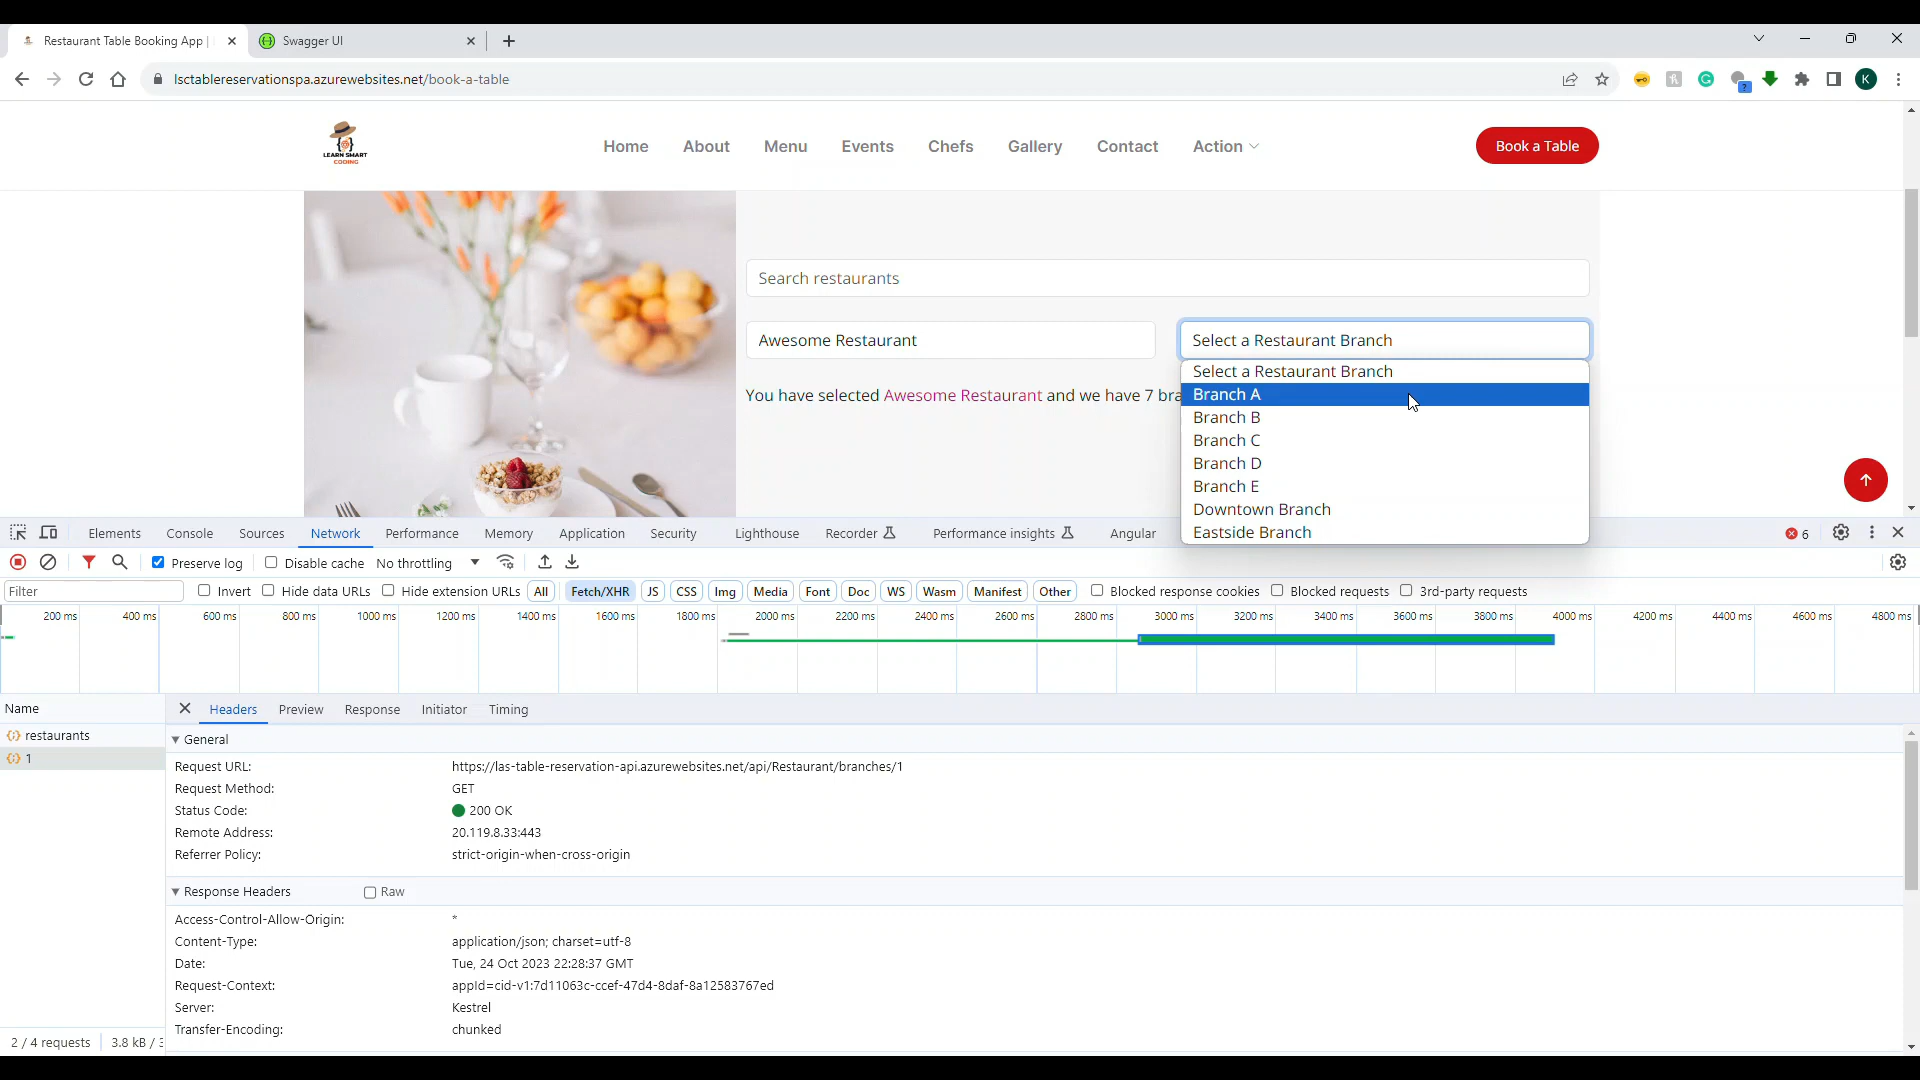 Restaurant Table Booking App |
Swagger UI
lsctablereservationspa.azurewebsites.net/book-a-table
K
LEARN SMART
CODING
Home About Menu Events Chefs Gallery Contact Action
Book a Table
Search restaurants
Awesome Restaurant
Select a Restaurant Branch
You have selected Awesome Restaurant and we have 7 bra
Select a Restaurant Branch
Branch A
Branch B
Branch C
Branch D
Branch E
Downtown Branch
Eastside Branch
Elements Console Sources Network Performance Memory Application Security Lighthouse Recorder Performance insights Angular 6
Preserve log Disable cache No throttling
Filter Invert Hide data URLs Hide extension URLs All Fetch/XHR JS CSS Img Media Font Doc WS Wasm Manifest Other Blocked response cookies Blocked requests 3rd-party requests
200 ms 400 ms 600 ms 800 ms 1000 ms 1200 ms 1400 ms 1600 ms 1800 ms 2000 ms 2200 ms 2400 ms 2600 ms 2800 ms 3000 ms 3200 ms 3400 ms 3600 ms 3800 ms 4000 ms 4200 ms 4400 ms 4600 ms 4800 ms
Name
restaurants
1
Headers Preview Response Initiator Timing
General
Request URL: https://las-table-reservation-api.azurewebsites.net/api/Restaurant/branches/1
Request Method: GET
Status Code: 200 OK
Remote Address: 20.119.8.33:443
Referrer Policy: strict-origin-when-cross-origin
Response Headers Raw
Access-Control-Allow-Origin: *
Content-Type: application/json; charset=utf-8
Date: Tue, 24 Oct 2023 22:28:37 GMT
Request-Context: appId=cid-v1:7d11063c-ccef-47d4-8daf-8a12583767ed
Server: Kestrel
Transfer-Encoding: chunked
2 / 4 requests 3.8 kB / 3